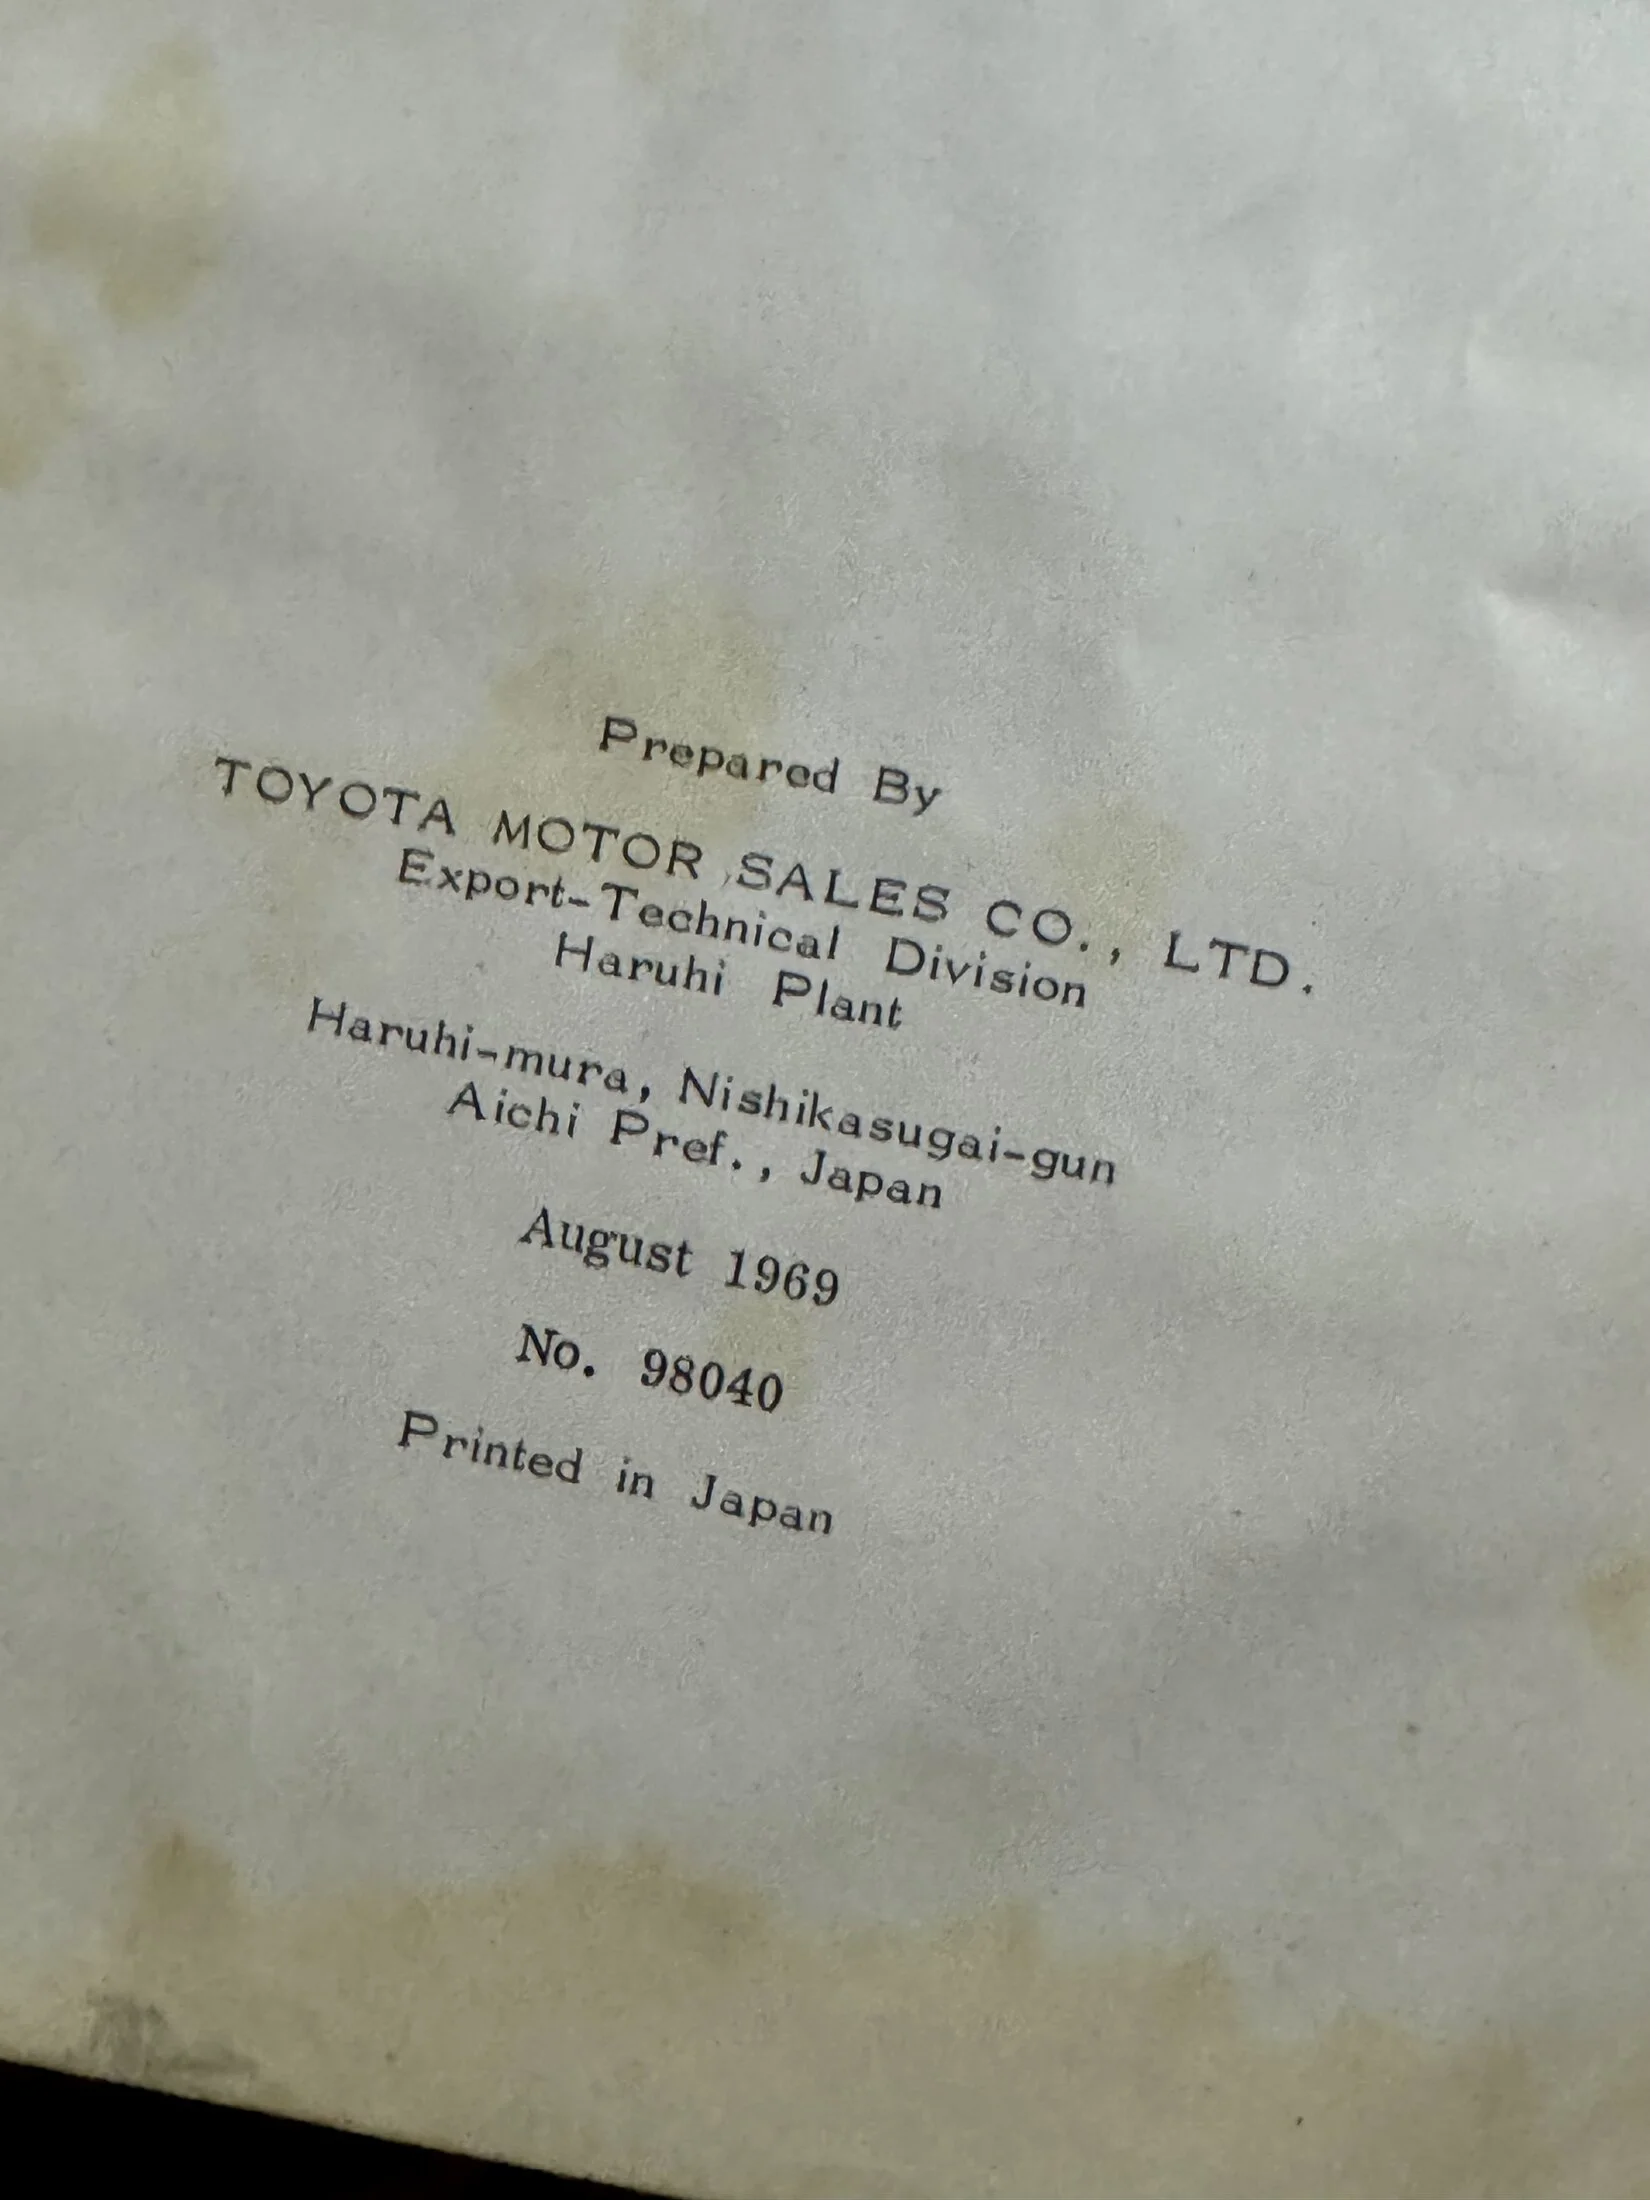 Prepared By
TOYOTA MOTOR SALES CO., LTD.
Export-Technical Division
Haruhi Plant
Haruhi-mura, Nishikasugai-gun
Aichi Pref., Japan
August 1969
No. 98040
Printed in Japan